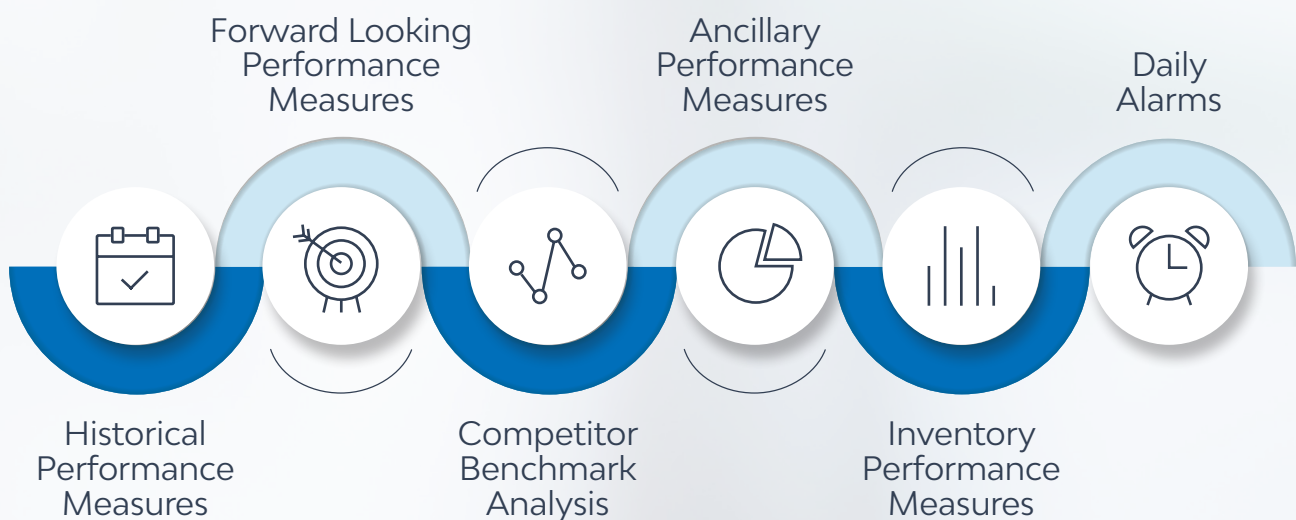 Historical
Performance
Measures
Forward Looking
Performance
Measures
Competitor
Benchmark
Analysis
Ancillary
Performance
Measures
Inventory
Performance
Measures
Daily
Alarms